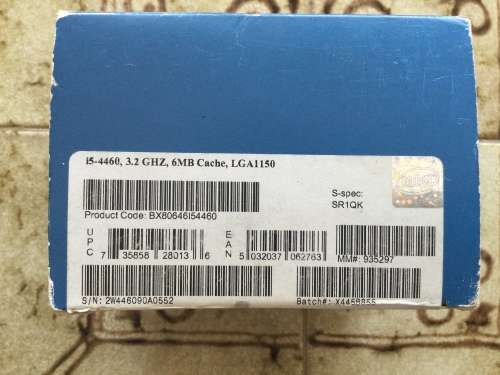 i5-4460, 3.2 GHZ, 6MB Cache, LGA1150
S-spec:
SR1QK
Product Code: BX80646I54460
UPC 7 35858 28013 6
EAN 5 032037 062763
MM#: 935297
S/N: 2W446090A0552
Batch#: X445B856